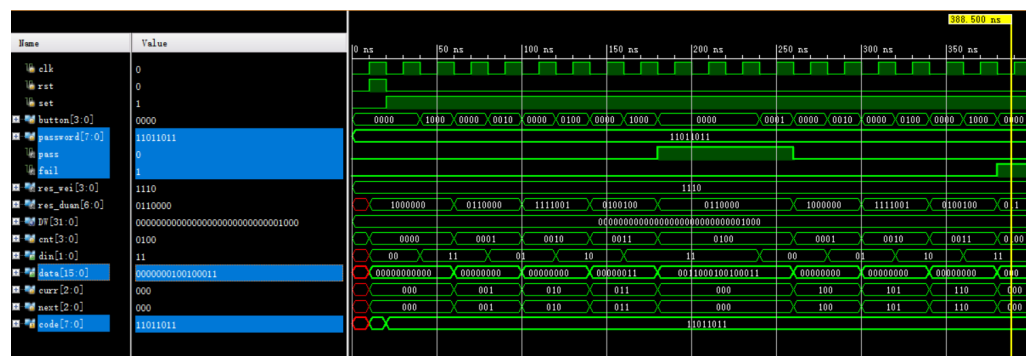 388.500 ns
Name Value
0 ns 50 ns 100 ns 150 ns 200 ns 250 ns 300 ns 350 ns
clk 0
rst 0
set 1
button[3:0] 0000 0000 1000 0000 0010 0000 0100 0000 1000 0000 0001 0000 0010 0000 0100 0000 1000 0000
password[7:0] 11011011 11011011
pass 0
fail 1
res_wei[3:0] 1110 1110
res_duan[6:0] 0110000 1000000 0110000 1111001 0100100 0110000 1000000 1111001 0100100 011
DW[31:0] 00000000000000000000000000001000 00000000000000000000000000001000
cnt[3:0] 0100 0000 0001 0010 0011 0100 0001 0010 0011 0100
din[1:0] 11 00 11 01 10 11 00 01 10 11
data[15:0] 0000000100100011 00000000000 00000000 00000000 00000011 0011000100100011 00000000 00000000 00000000 000
curr[2:0] 000 000 001 010 011 000 100 101 110 000
next[2:0] 000 000 001 010 011 000 100 101 110 000
code[7:0] 11011011 11011011